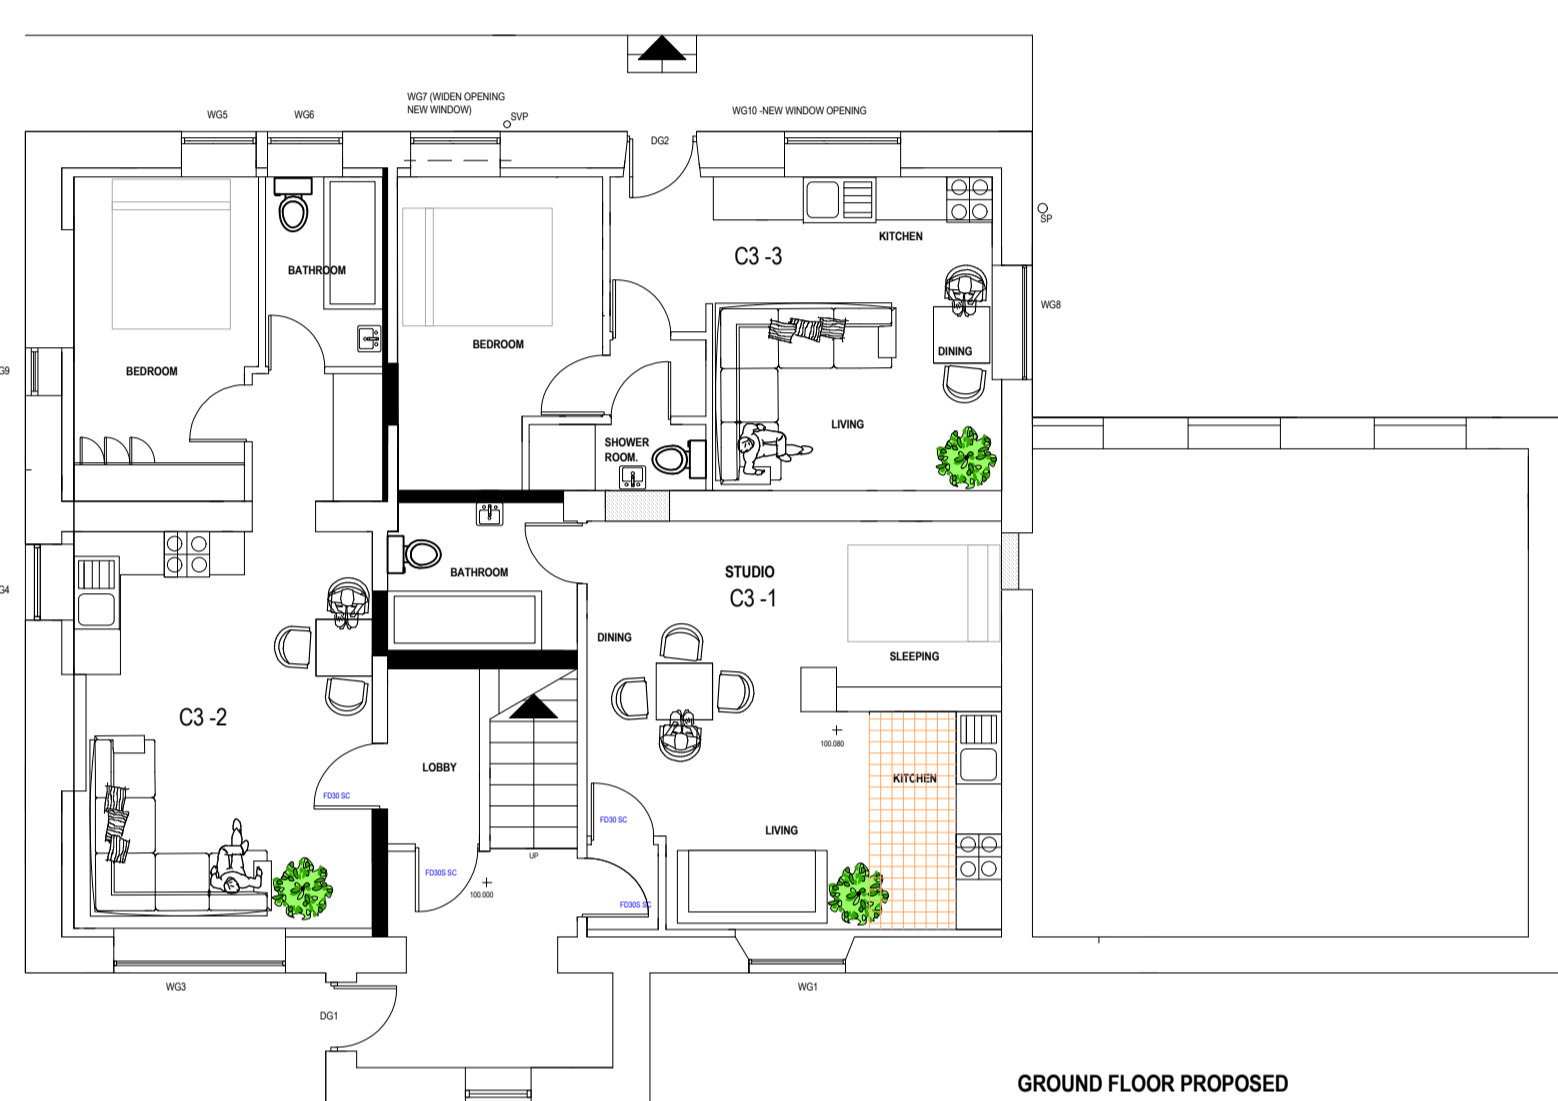 WG7 (WIDEN OPENING
NEW WINDOW)
WG5
WG6
SVP
WG10 -NEW WINDOW OPENING
DG2
SP
KITCHEN
C3 -3
BATHROOM
WG8
BEDROOM
DINING
G9
BEDROOM
LIVING
SHOWER
ROOM.
STUDIO
C3 -1
BATHROOM
G4
DINING
SLEEPING
C3 -2
100.080
LOBBY
KITCHEN
FD30 SC
FD30 SC
LIVING
UP
FD30S SC
100.000
FD30S SC
WG3
WG1
DG1
GROUND FLOOR PROPOSED